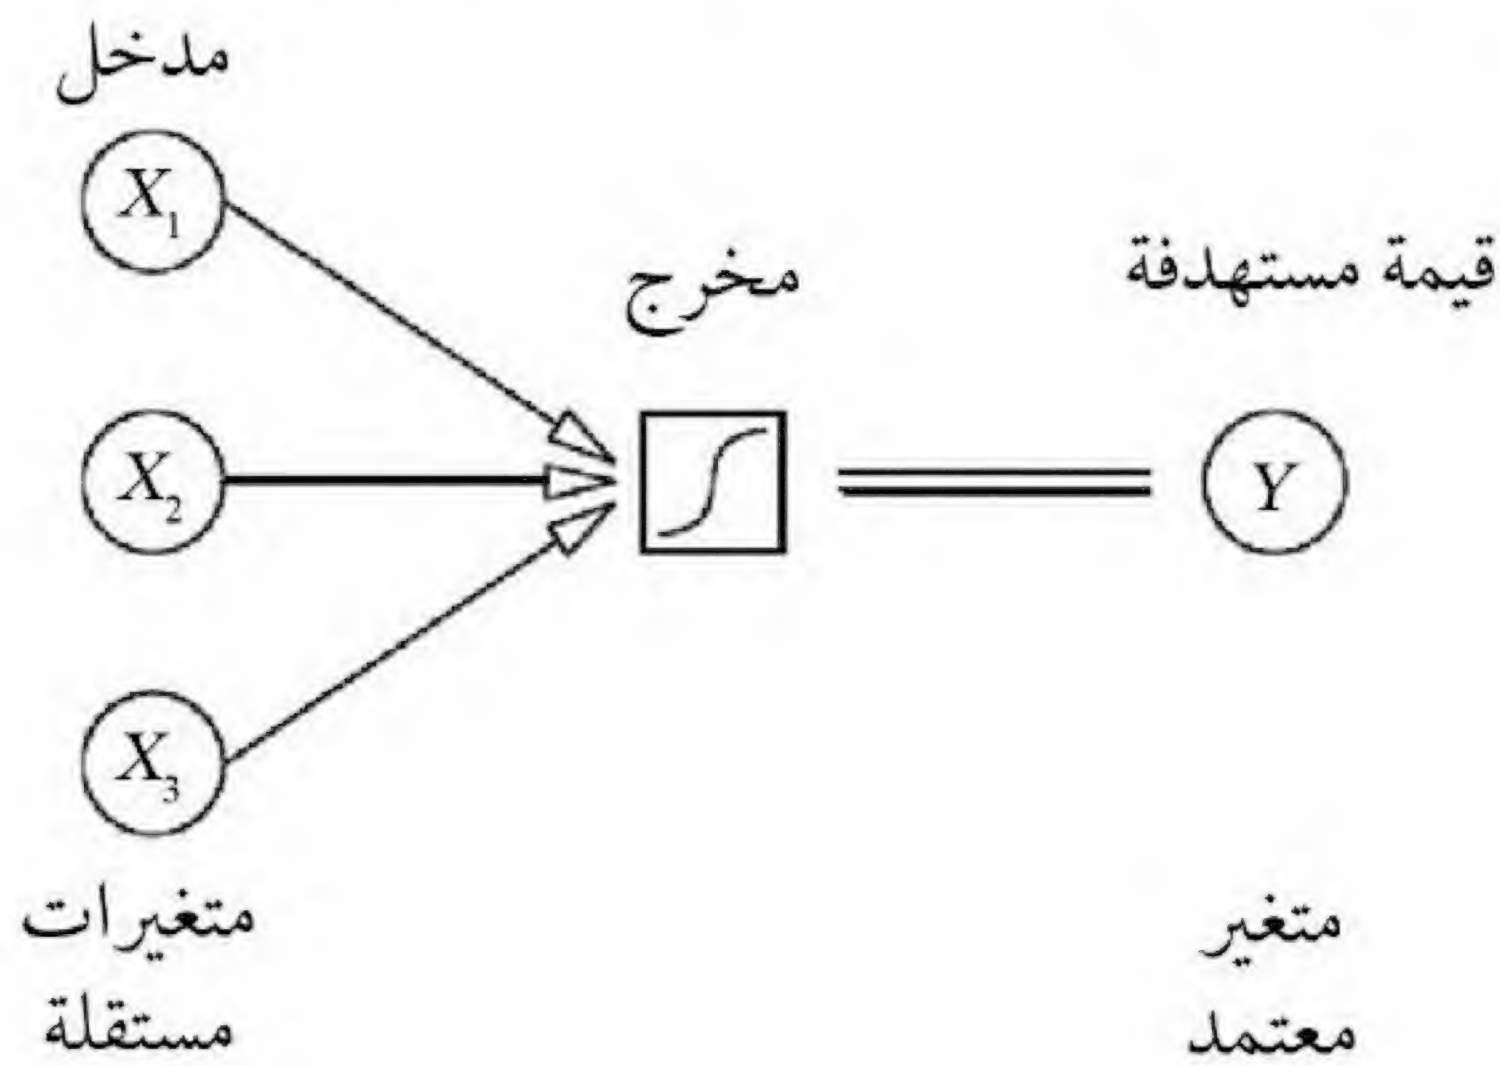 مدخل
X₁
مخرج
قيمة مستهدفة
X₂
Y
X₃
متغيرات
مستقلة
متغير
معتمد